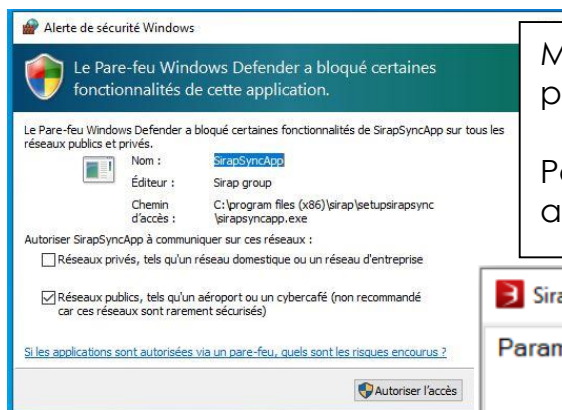 Alerte de sécurité Windows
Le Pare-feu Windows Defender a bloqué certaines
fonctionnalités de cette application.
Le Pare-feu Windows Defender a bloqué certaines fonctionnalités de SirapSyncApp sur tous les
réseaux publics et privés.
Nom : SirapSyncApp
Éditeur : Sirap group
Chemin d'accès : C:\program files (x86)\sirap\setupsirapsync
\sirapsyncapp.exe
Autoriser SirapSyncApp à communiquer sur ces réseaux :
Réseaux privés, tels qu'un réseau domestique ou un réseau d'entreprise
Réseaux publics, tels qu'un aéroport ou un cybercafé (non recommandé
car ces réseaux sont rarement sécurisés)
Si les applications sont autorisées via un pare-feu, quels sont les risques encourus ?
Autoriser l'accès